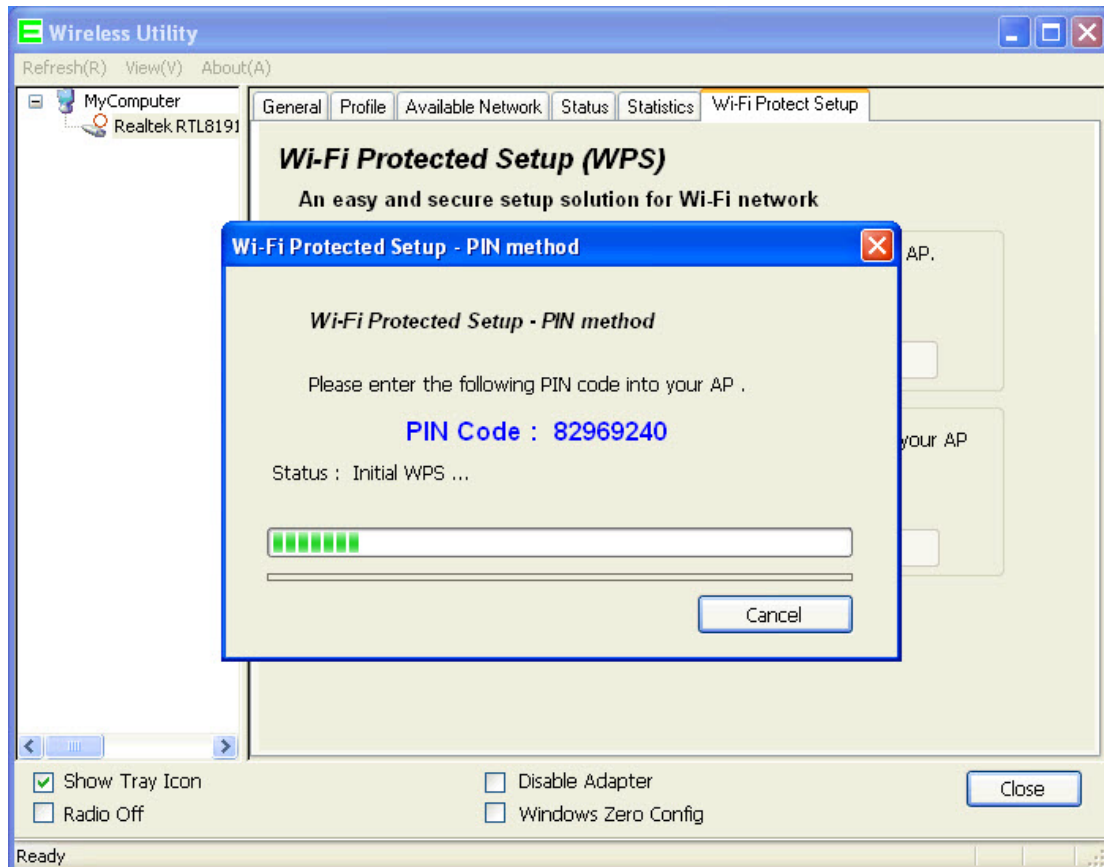 Wireless Utility
Refresh(R) View(V) About(A)
MyComputer
Realtek RTL8191
General Profile Available Network Status Statistics Wi-Fi Protect Setup
Wi-Fi Protected Setup (WPS)
An easy and secure setup solution for Wi-Fi network
AP.
your AP
Wi-Fi Protected Setup - PIN method
Wi-Fi Protected Setup - PIN method
Please enter the following PIN code into your AP .
PIN Code : 82969240
Status : Initial WPS ...
Cancel
Show Tray Icon
Disable Adapter
Radio Off
Windows Zero Config
Close
Ready